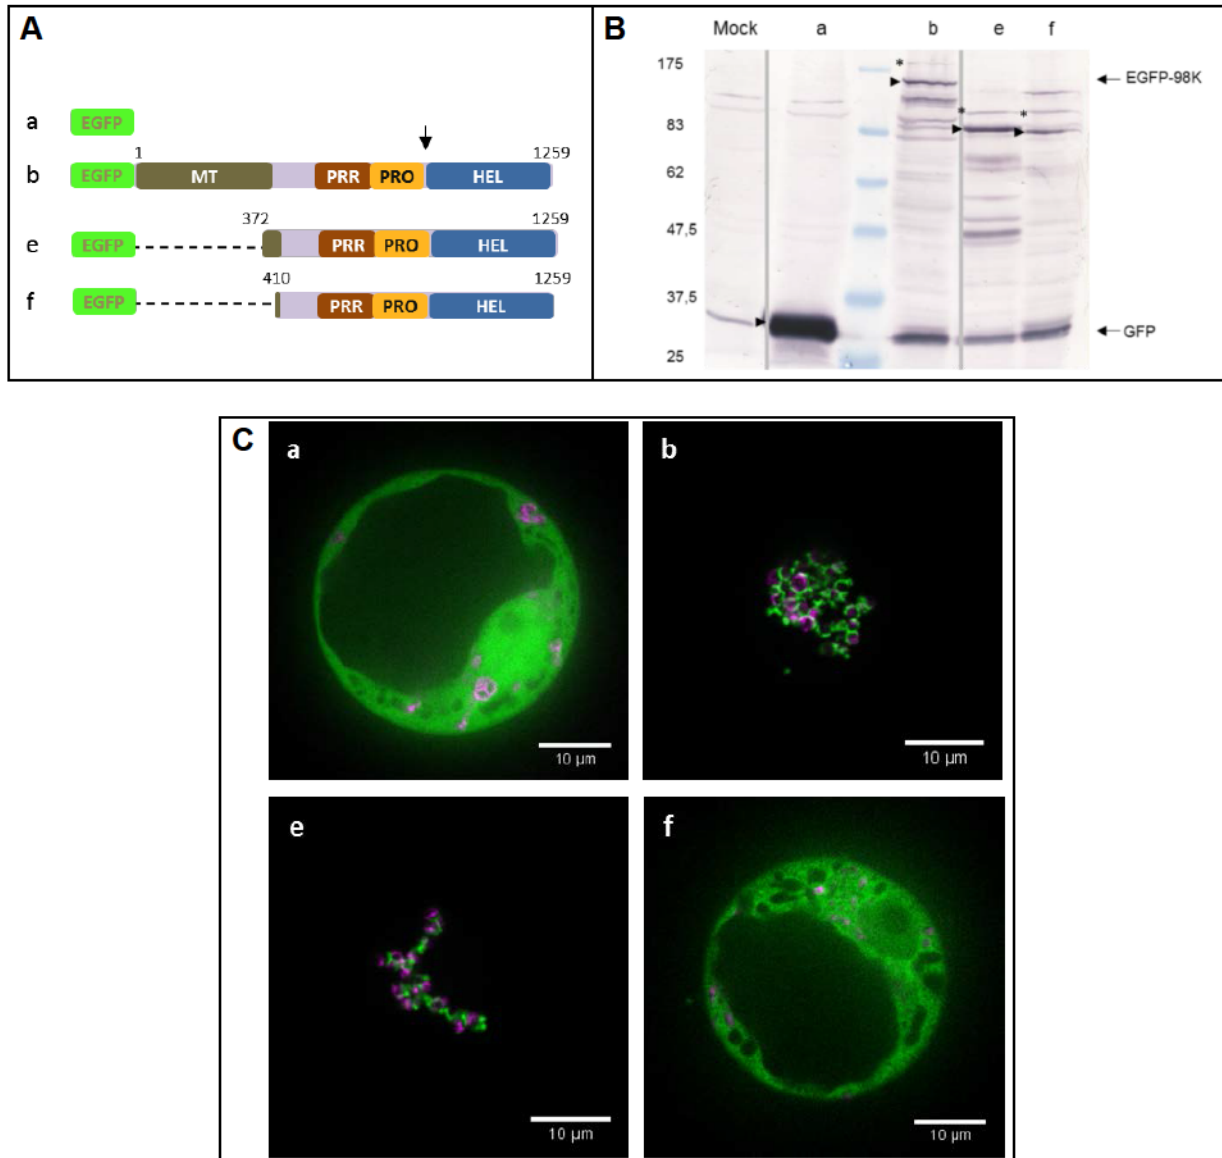 A
a
EGFP
b
EGFP
1
1259
MT
PRR
PRO
HEL
e
EGFP
372
1259
PRR
PRO
HEL
f
EGFP
410
1259
PRR
PRO
HEL
B
Mock a b e f
175
83
62
47,5
37,5
25
*
*
*
EGFP-98K
GFP
C
a
10 µm
b
10 µm
e
10 µm
f
10 µm